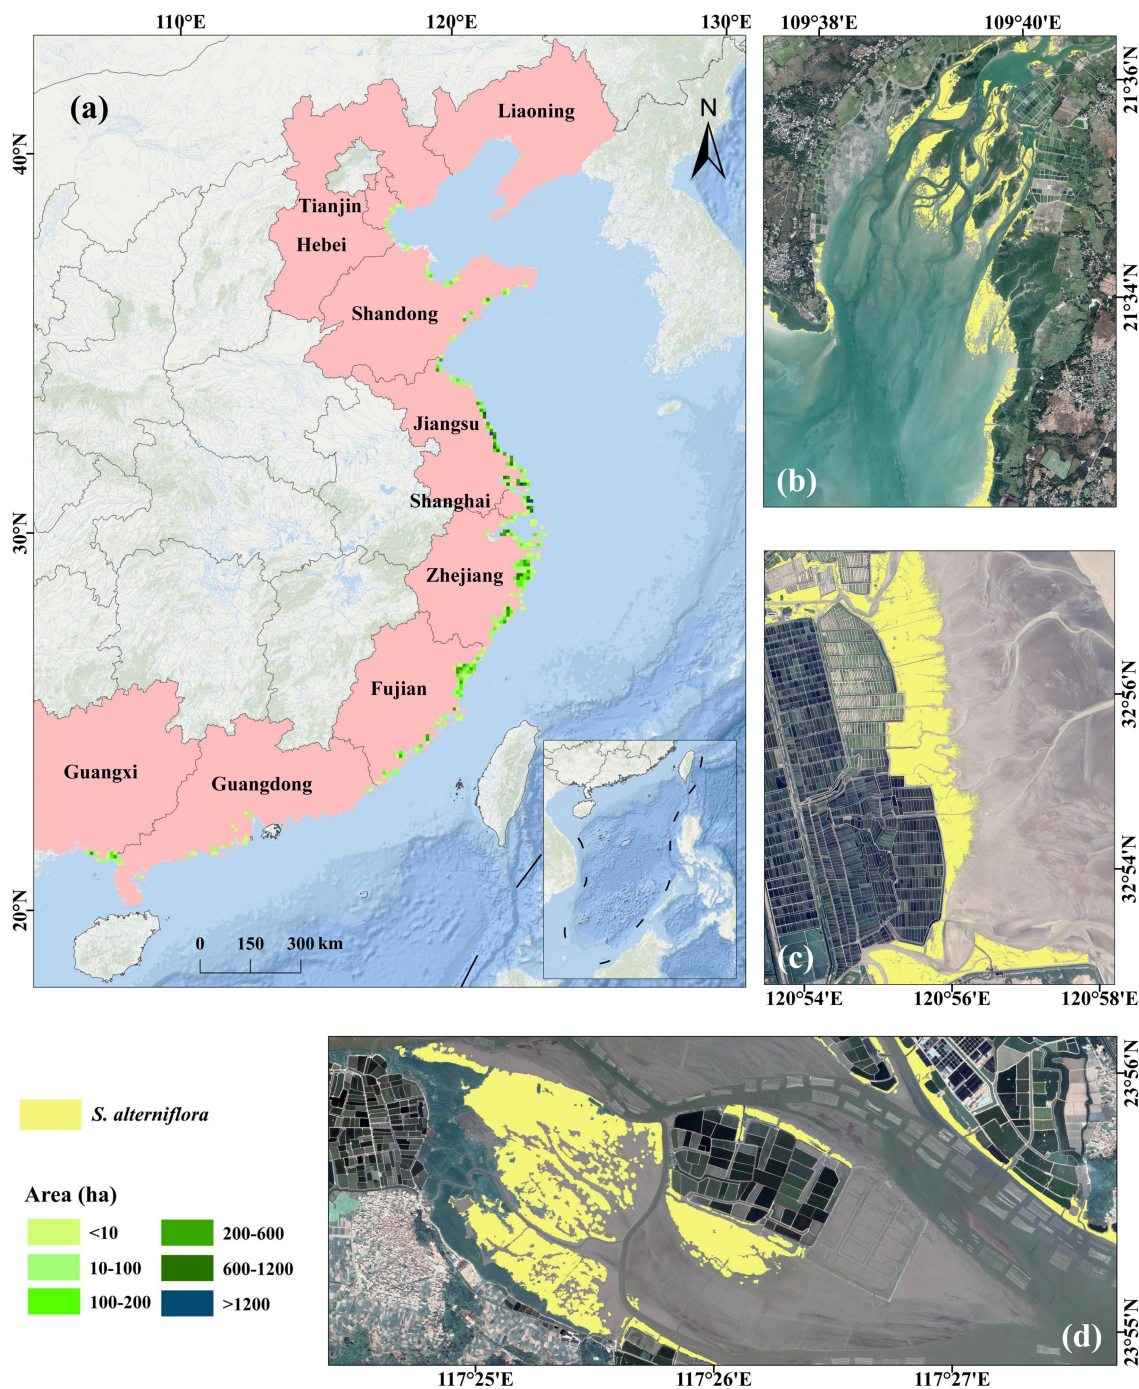 110°E
120°E
130°E
109°38'E
109°40'E
(a)
N
Liaoning
40°N
Tianjin
Hebei
Shandong
Jiangsu
Shanghai
30°N
Zhejiang
Fujian
Guangxi
Guangdong
20°N
0 150 300 km
21°36'N
21°34'N
(b)
32°56'N
32°54'N
(c)
120°54'E
120°56'E
120°58'E
S. alterniflora
Area (ha)
<10
200-600
10-100
600-1200
100-200
>1200
23°56'N
23°55'N
(d)
117°25'E
117°26'E
117°27'E